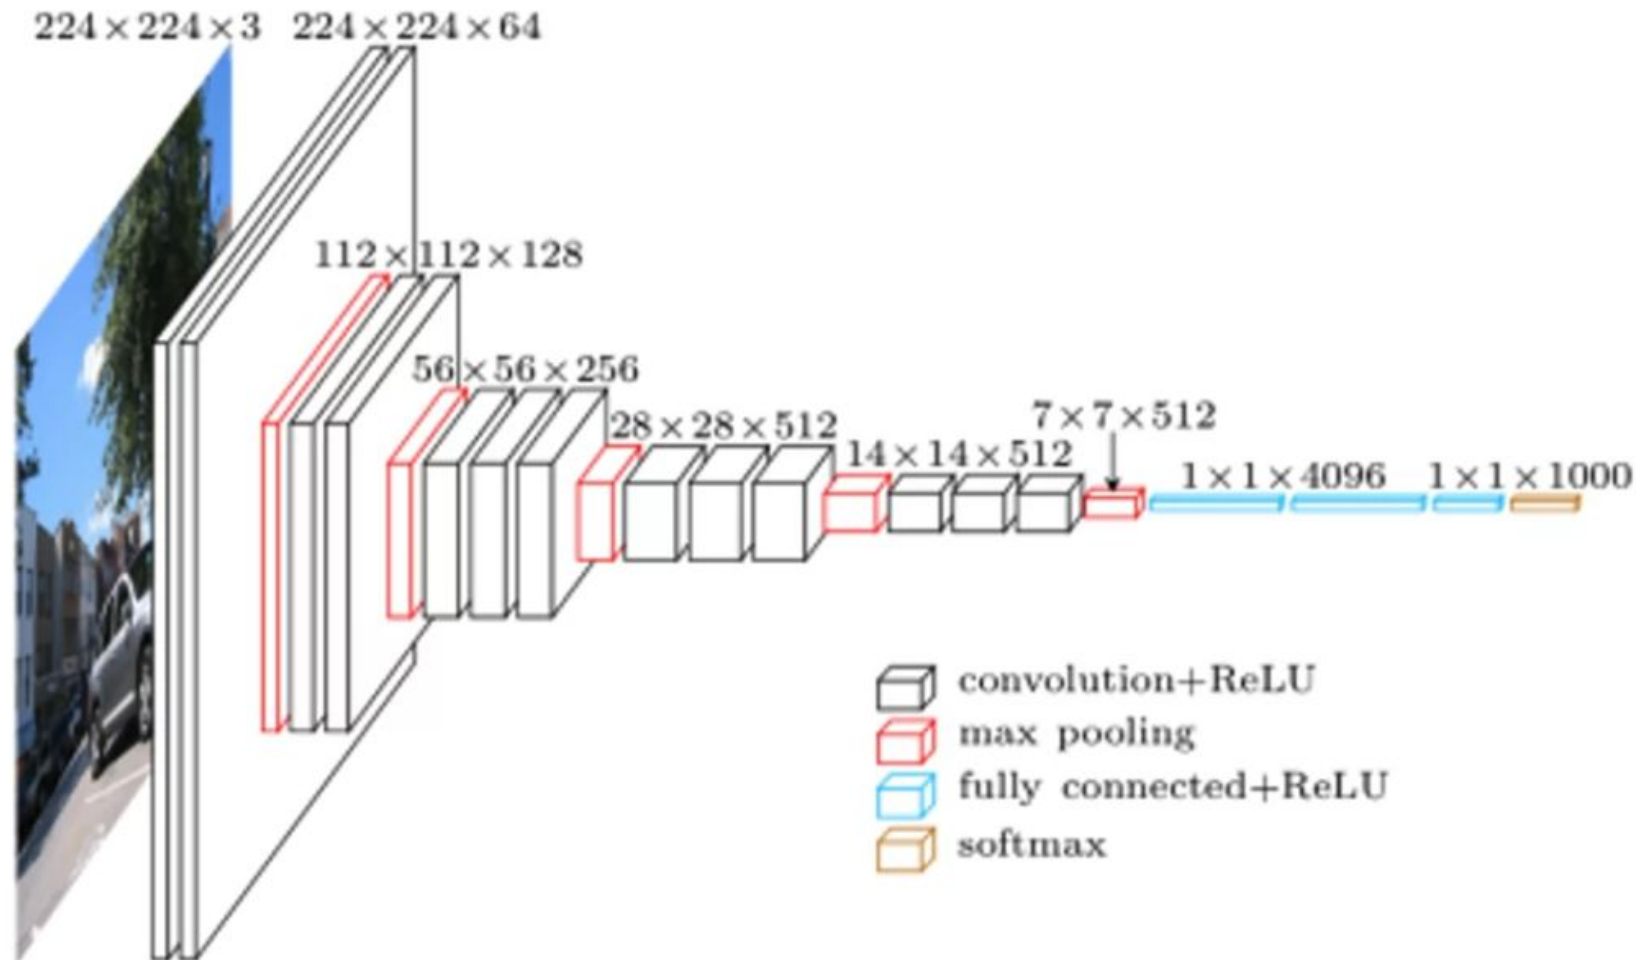 224×224×3
224×224×64
112×112×128
56×56×256
28×28×512
14×14×512
7×7×512
1×1×4096
1×1×1000
convolution+ReLU
max pooling
fully connected+ReLU
softmax